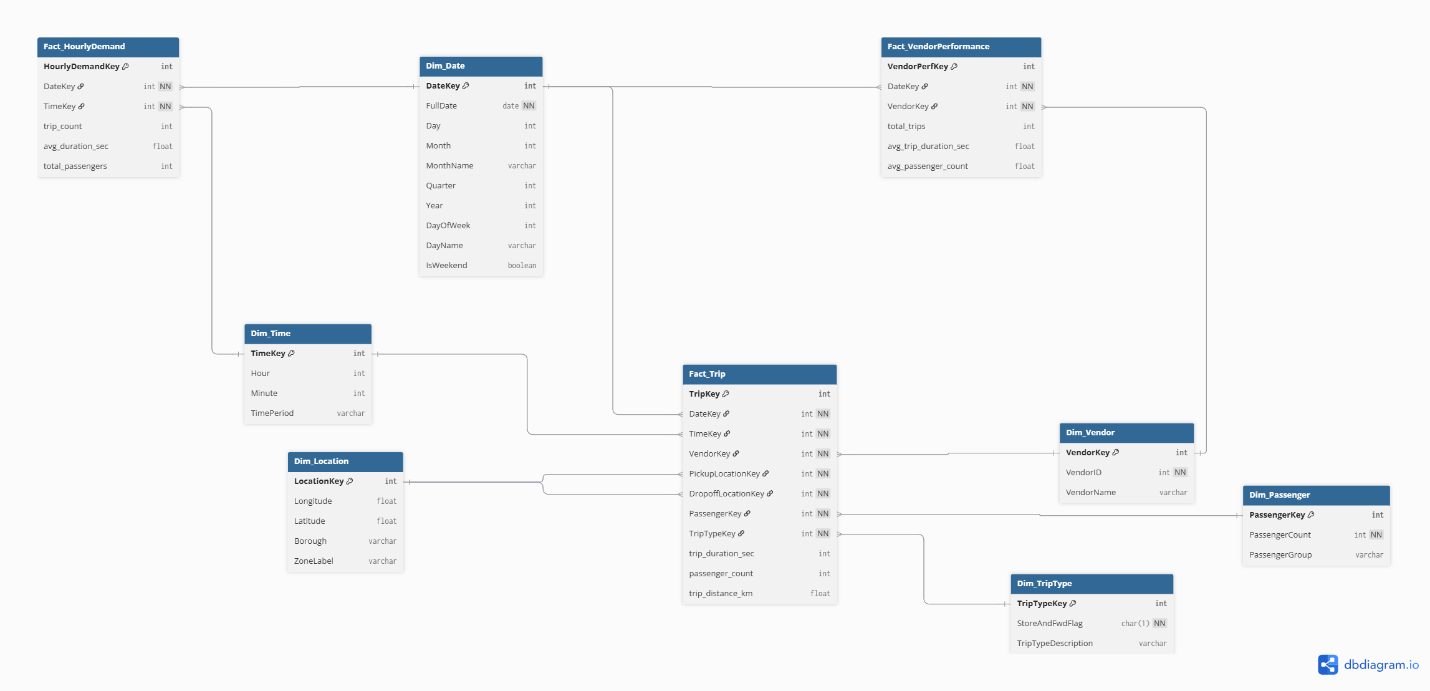 Fact_HourlyDemand
HourlyDemandKey int
DateKey int NN
TimeKey int NN
trip_count int
avg_duration_sec float
total_passengers int
Dim_Date
DateKey int
FullDate date NN
Day int
Month int
MonthName varchar
Quarter int
Year int
DayOfWeek int
DayName varchar
IsWeekend boolean
Fact_VendorPerformance
VendorPerfKey int
DateKey int NN
VendorKey int NN
total_trips int
avg_trip_duration_sec float
avg_passenger_count float
Dim_Time
TimeKey int
Hour int
Minute int
TimePeriod varchar
Dim_Location
LocationKey int
Longitude float
Latitude float
Borough varchar
ZoneLabel varchar
Fact_Trip
TripKey int
DateKey int NN
TimeKey int NN
VendorKey int NN
PickupLocationKey int NN
DropoffLocationKey int NN
PassengerKey int NN
TripTypeKey int NN
trip_duration_sec int
passenger_count int
trip_distance_km float
Dim_Vendor
VendorKey int
VendorID int NN
VendorName varchar
Dim_Passenger
PassengerKey int
PassengerCount int NN
PassengerGroup varchar
Dim_TripType
TripTypeKey int
StoreAndFwdFlag char(1) NN
TripTypeDescription varchar
dbdiagram.io